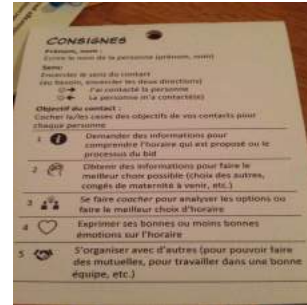 CONSIGNES
Prénom, nom :
Ecrire le nom de la personne (prénom, nom)
Sens:
Encercler le sens du contact
(au besoin, encercler les deux directions)
J'ai contacté la personne
La personne m'a contacté(e)
Objectif du contact :
Cocher la/les cases des objectifs de vos contacts pour
chaque personne
1 Demander des informations pour
comprendre l'horaire qui est proposé ou le
processus du bid
2 Obtenir des informations pour faire le
meilleur choix possible (choix des autres,
congés de maternité à venir, etc.)
3 Se faire coacher pour analyser les options ou
faire le meilleur choix d'horaire
4 Exprimer ses bonnes ou moins bonnes
émotions sur l'horaire
5 S'organiser avec d'autres (pour pouvoir faire
des mutuelles, pour travailler dans une bonne
équipe, etc.)